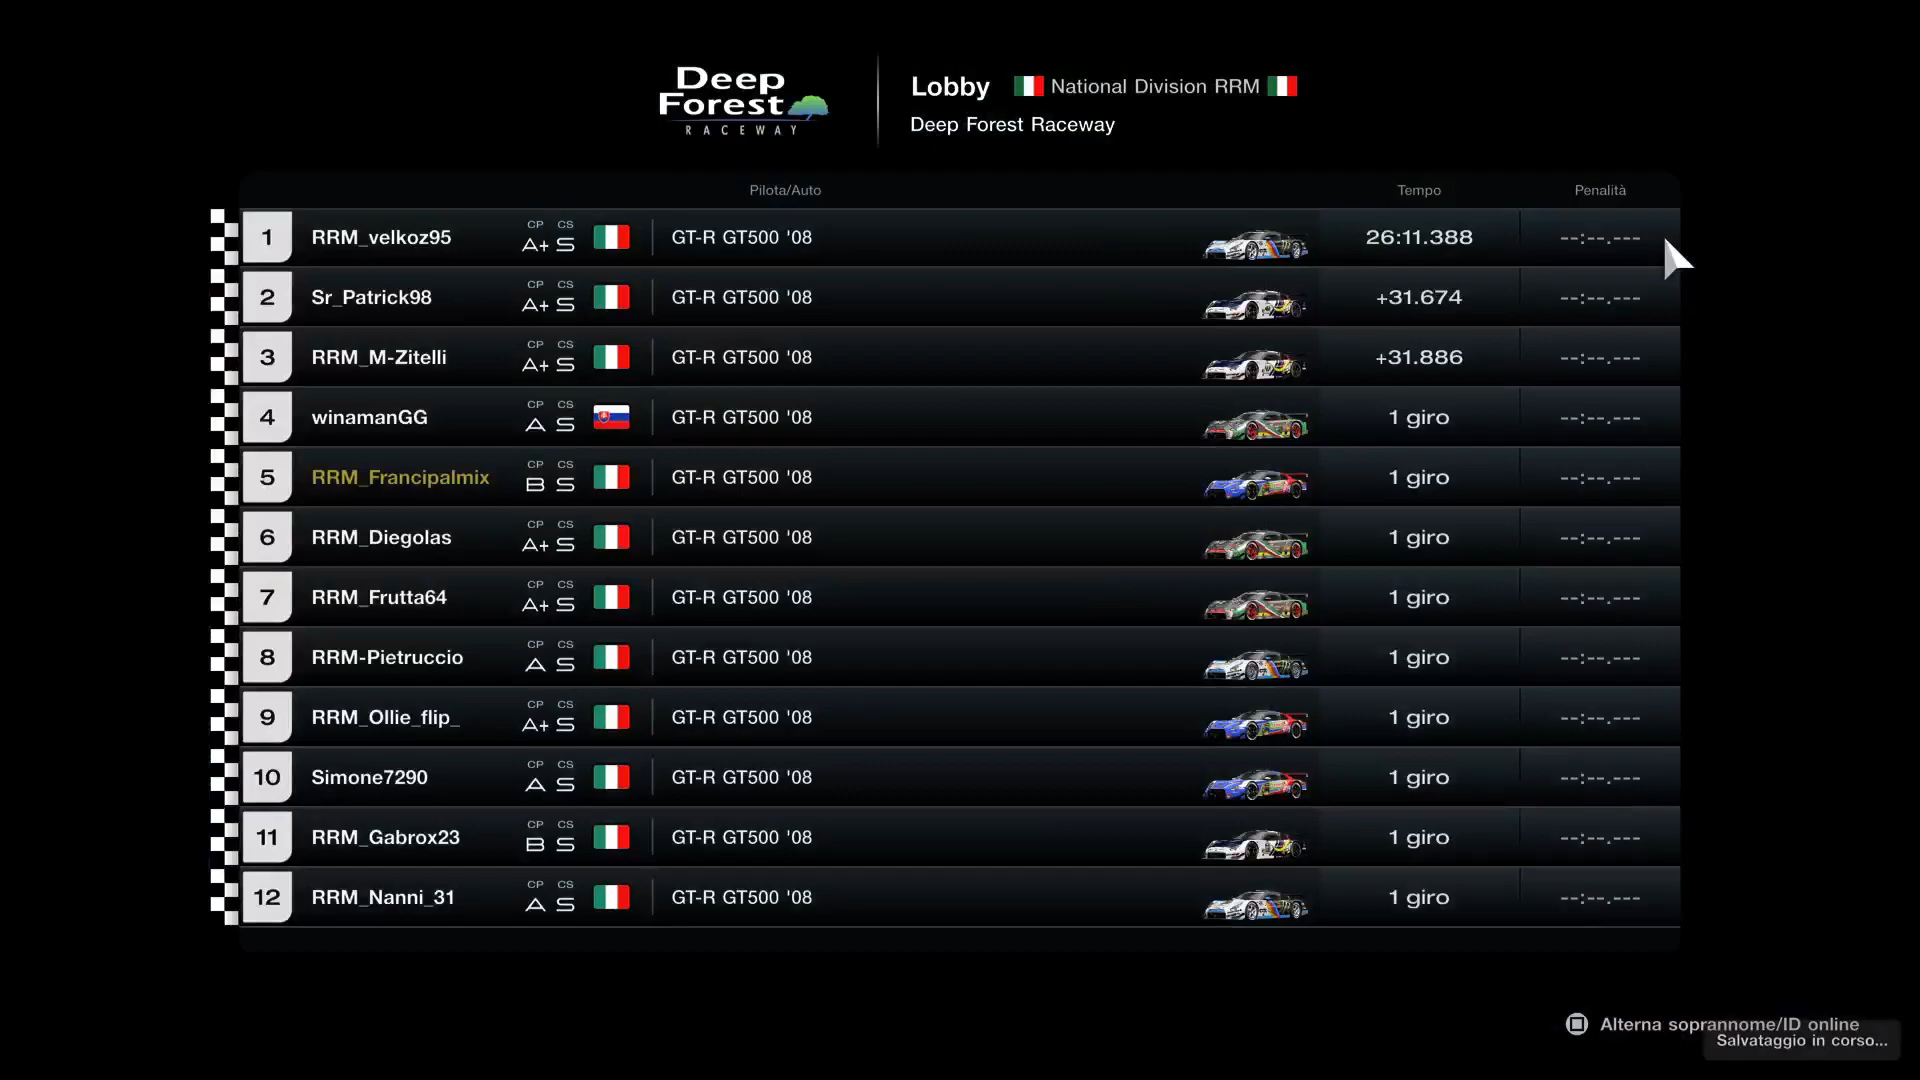 Deep
Forest
RACEWAY
Lobby National Division RRM
Deep Forest Raceway
Pilota/Auto Tempo Penalità
1 RRM_velkoz95 CP A+ CS S GT-R GT500 '08 26:11.388 --:--.---
2 Sr_Patrick98 CP A+ CS S GT-R GT500 '08 +31.674 --:--.---
3 RRM_M-Zitelli CP A+ CS S GT-R GT500 '08 +31.886 --:--.---
4 winamanGG CP A CS S GT-R GT500 '08 1 giro --:--.---
5 RRM_Francipalmix CP B CS S GT-R GT500 '08 1 giro --:--.---
6 RRM_Diegolas CP A+ CS S GT-R GT500 '08 1 giro --:--.---
7 RRM_Frutta64 CP A+ CS S GT-R GT500 '08 1 giro --:--.---
8 RRM-Pietruccio CP A CS S GT-R GT500 '08 1 giro --:--.---
9 RRM_Ollie_flip_ CP A+ CS S GT-R GT500 '08 1 giro --:--.---
10 Simone7290 CP A CS S GT-R GT500 '08 1 giro --:--.---
11 RRM_Gabrox23 CP B CS S GT-R GT500 '08 1 giro --:--.---
12 RRM_Nanni_31 CP A CS S GT-R GT500 '08 1 giro --:--.---
Alterna soprannome/ID online
Salvataggio in corso...